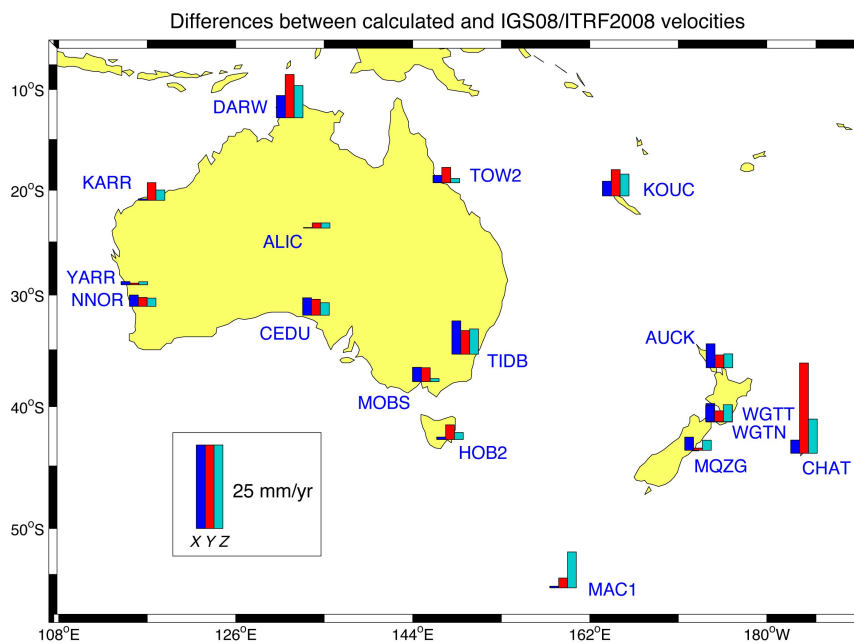 Differences between calculated and IGS08/ITRF2008 velocities
10°S
DARW
TOW2
KARR
20°S
KOUC
ALIC
YARR
30°S
NNOR
CEDU
AUCK
TIDB
MOBS
40°S
WGTT
WGTN
HOB2
MQZG
CHAT
25 mm/yr
50°S
X Y Z
MAC1
108°E 126°E 144°E 162°E 180°W